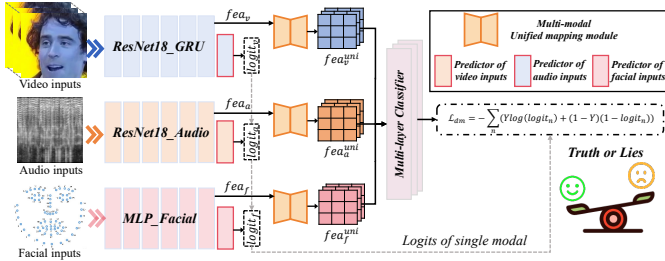 Video inputs
ResNet18_GRU
fea_v
logit_v
fea_v^uni
Audio inputs
ResNet18_Audio
fea_a
logit_a
fea_a^uni
Facial inputs
MLP_Facial
fea_f
logit_f
fea_f^uni
Multi-layer Classifier
Multi-modal
Unified mapping module
Predictor of
video inputs
Predictor of
audio inputs
Predictor of
facial inputs
ℒ_dm = − ∑_n (Ylog(logit_n) + (1 − Y)(1 − logit_n))
Truth or Lies
Logits of single modal